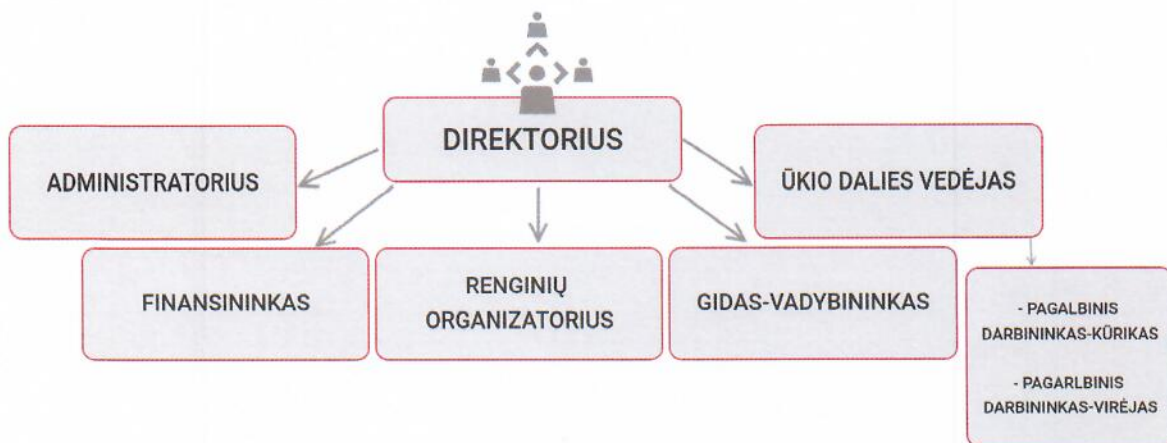 DIREKTORIUS
ADMINISTRATORIUS
ŪKIO DALIES VEDĖJAS
FINANSININKAS
RENGINIŲ
ORGANIZATORIUS
GIDAS-VADYBININKAS
- PAGALBINIS
DARBININKAS-KŪRIKAS
- PAGARLBINIS
DARBININKAS-VIRĖJAS